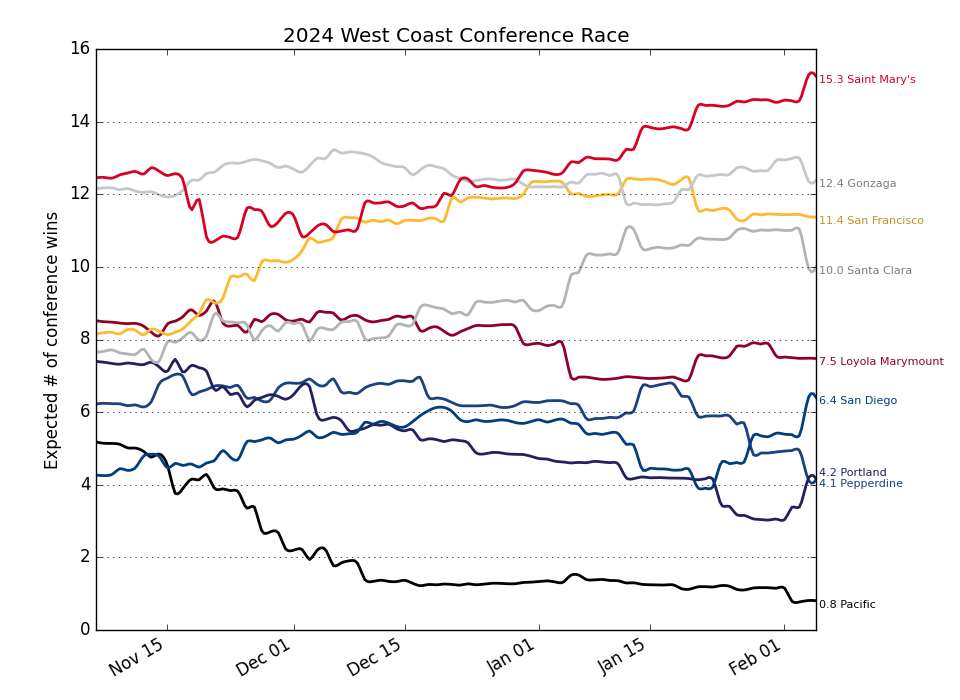 2024 West Coast Conference Race
Expected # of conference wins
16
14
12
10
8
6
4
2
0
Nov 15
Dec 01
Dec 15
Jan 01
Jan 15
Feb 01
15.3 Saint Mary's
12.4 Gonzaga
11.4 San Francisco
10.0 Santa Clara
7.5 Loyola Marymount
6.4 San Diego
4.2 Portland
4.1 Pepperdine
0.8 Pacific